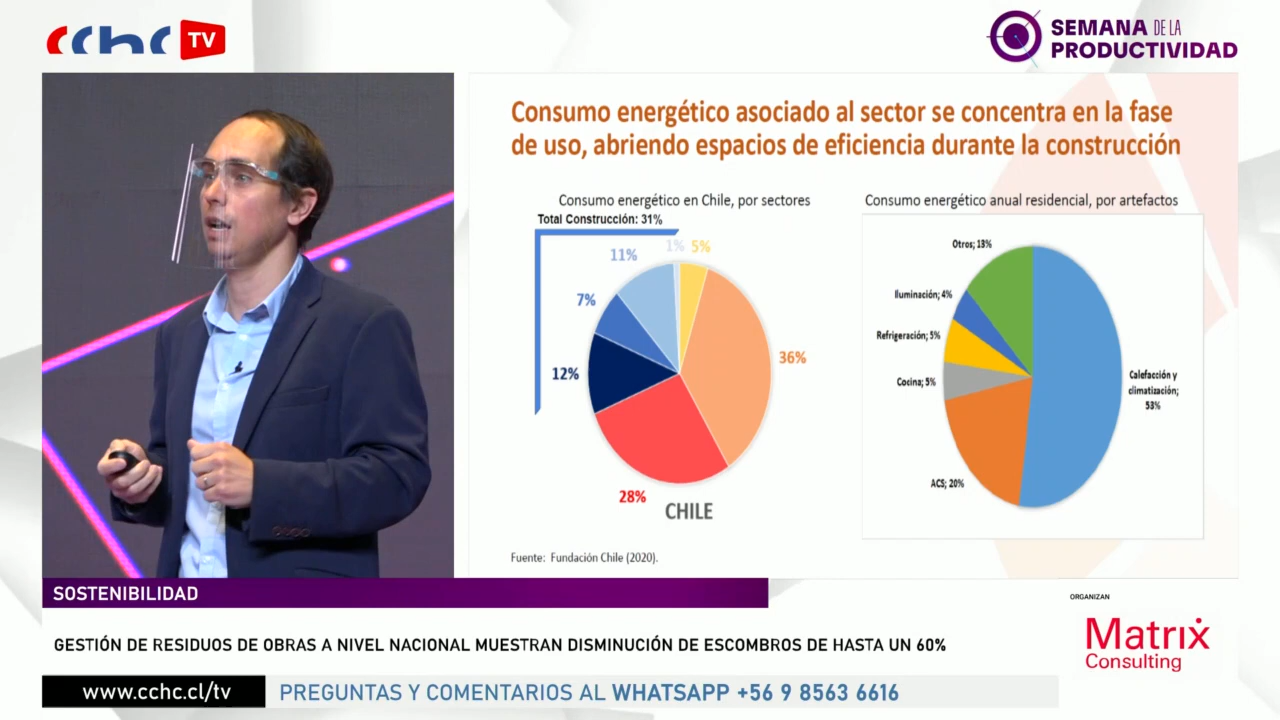 cchc TV
SEMANA DE LA
PRODUCTIVIDAD
Consumo energético asociado al sector se concentra en la fase
de uso, abriendo espacios de eficiencia durante la construcción
Consumo energético en Chile, por sectores
Total Construcción: 31%
11%
1%
5%
7%
36%
12%
28%
CHILE
Consumo energético anual residencial, por artefactos
Otros; 13%
Iluminación; 4%
Refrigeración; 5%
Cocina; 5%
Calefacción y
climatización;
53%
ACS; 20%
Fuente: Fundación Chile (2020).
SOSTENIBILIDAD
ORGANIZAN
GESTIÓN DE RESIDUOS DE OBRAS A NIVEL NACIONAL MUESTRAN DISMINUCIÓN DE ESCOMBROS DE HASTA UN 60%
Matrix
Consulting
www.cchc.cl/tv
PREGUNTAS Y COMENTARIOS AL WHATSAPP +56 9 8563 6616